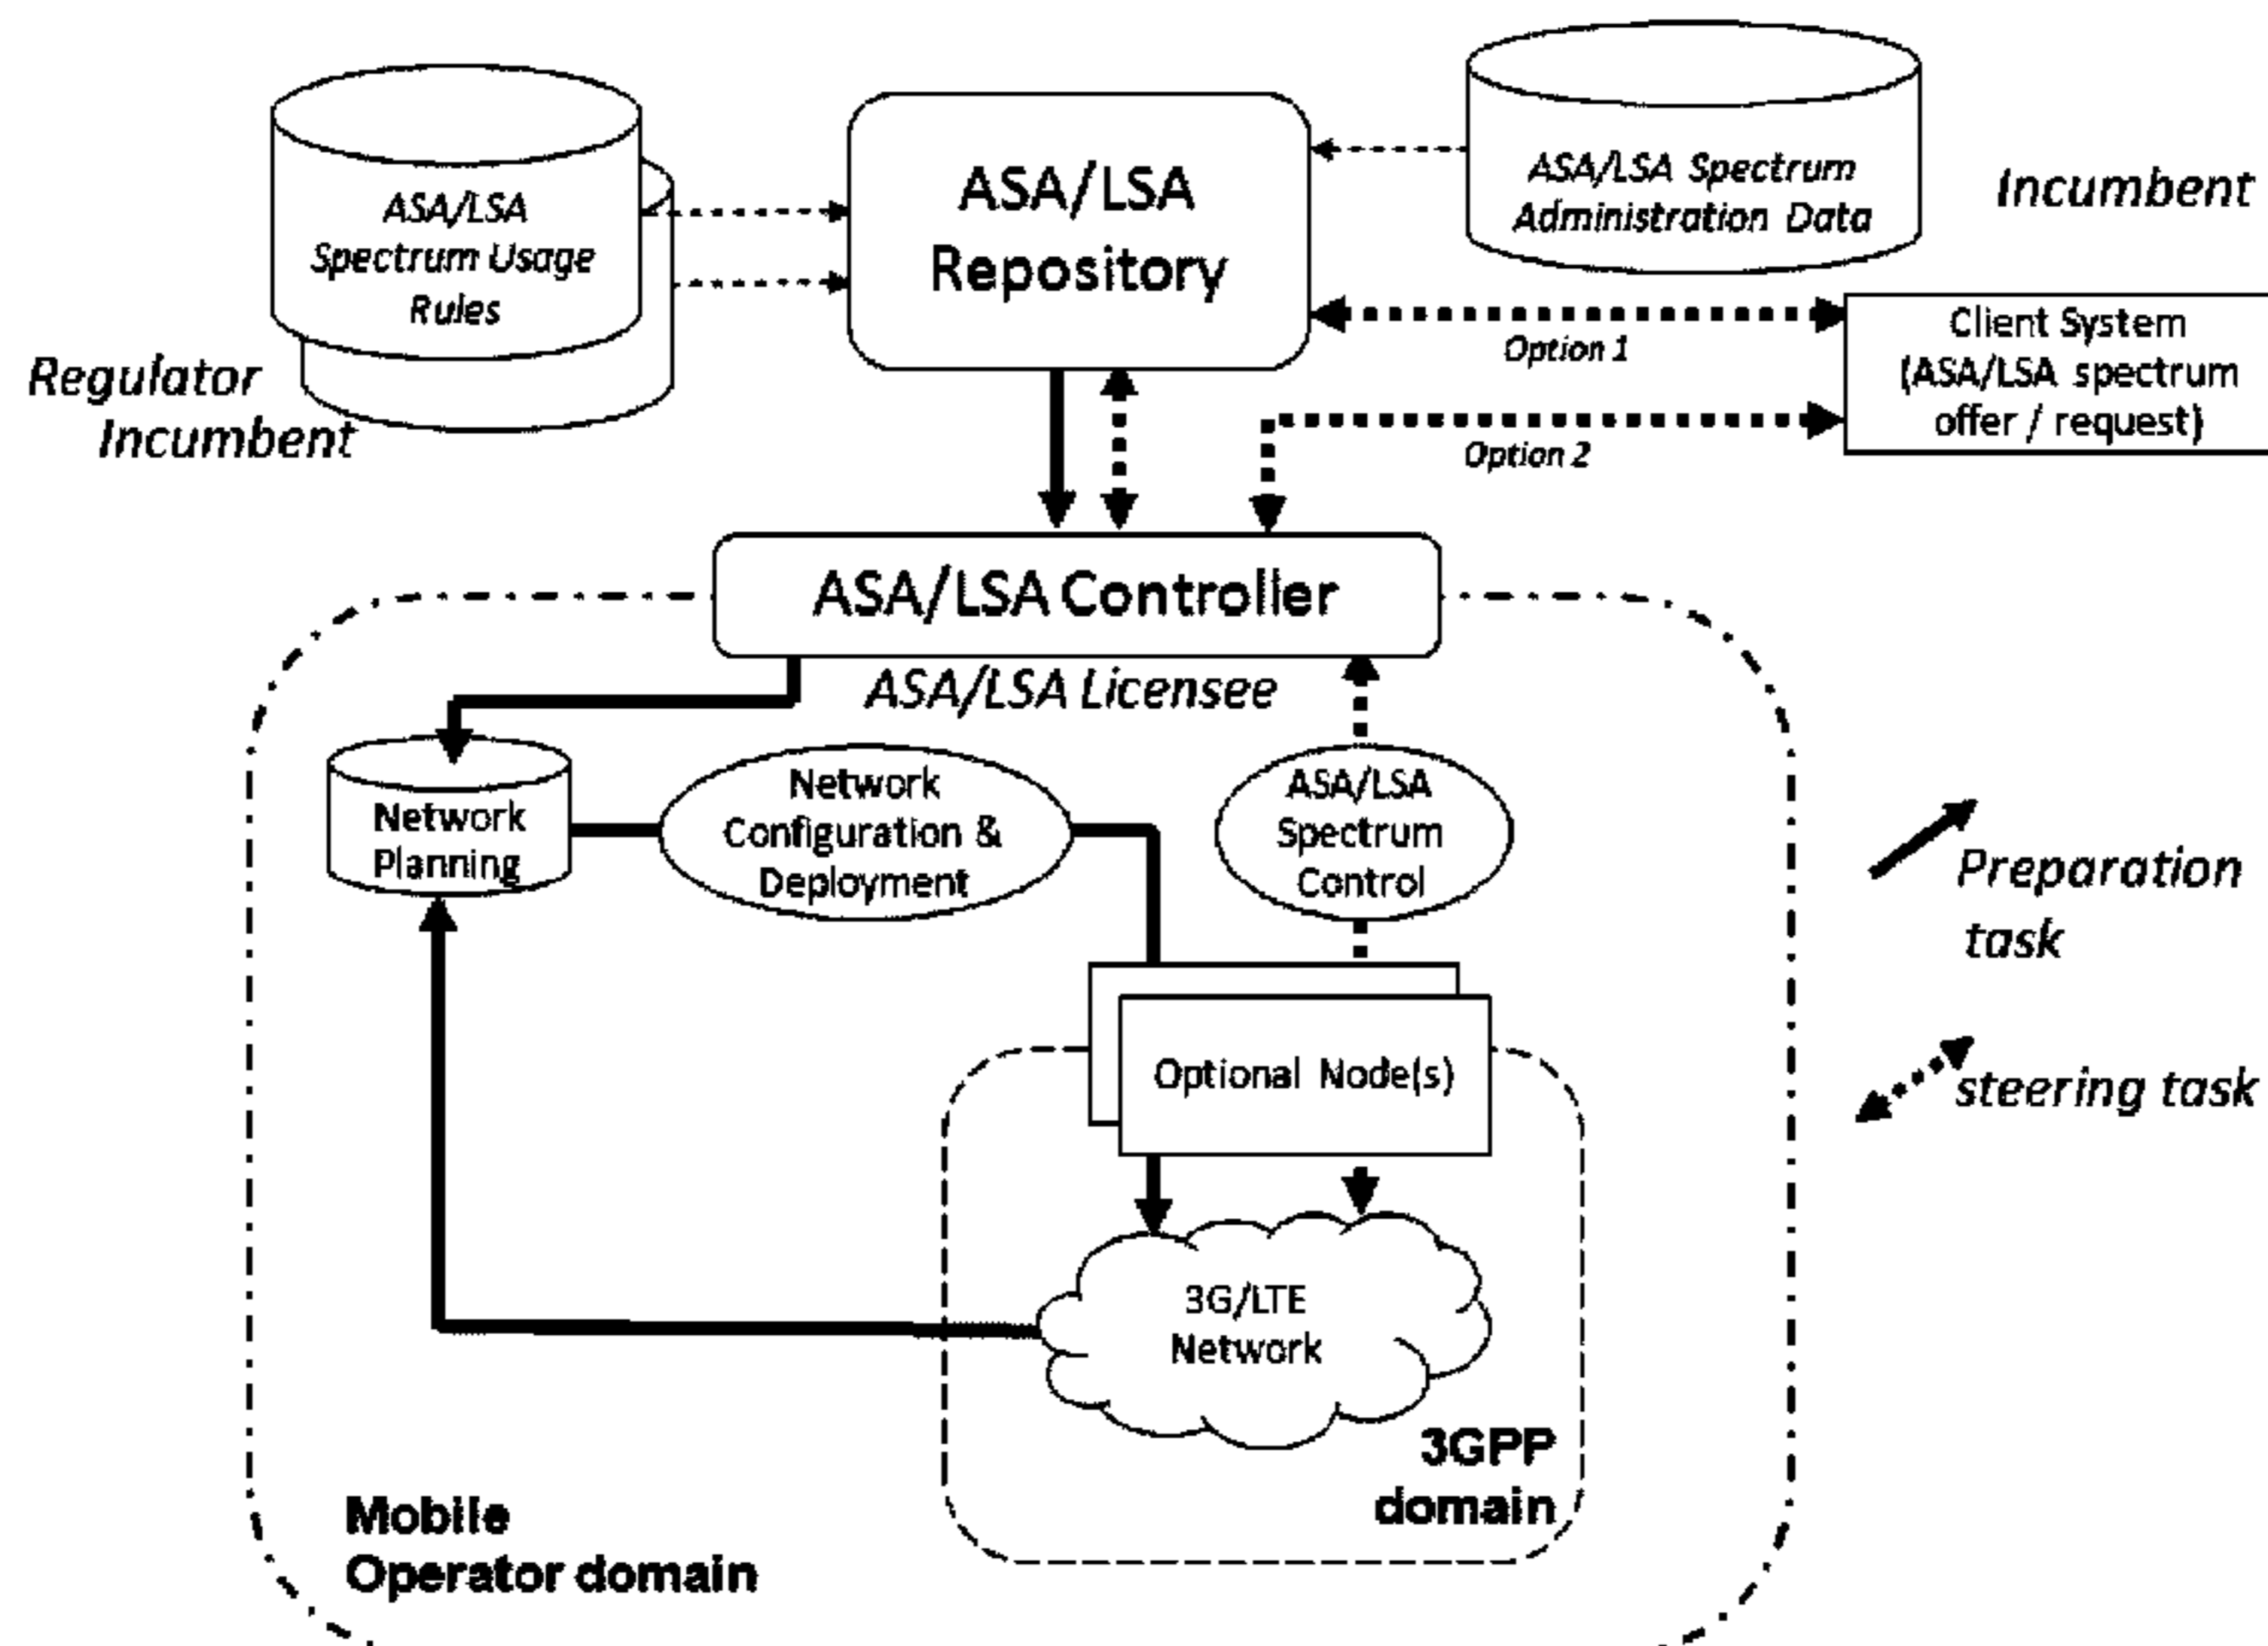 ASA/LSA
Spectrum Usage
Rules
Regulator
Incumbent
ASA/LSA
Repository
ASA/LSA Spectrum
Administration Data
Incumbent
Option 1
Client System
(ASA/LSA spectrum
offer / request)
Option 2
ASA/LSA Controller
ASA/LSA Licensee
Network
Planning
Network
Configuration &
Deployment
ASA/LSA
Spectrum
Control
Preparation
task
steering task
Optional Node(s)
3G/LTE
Network
3GPP
domain
Mobile
Operator domain